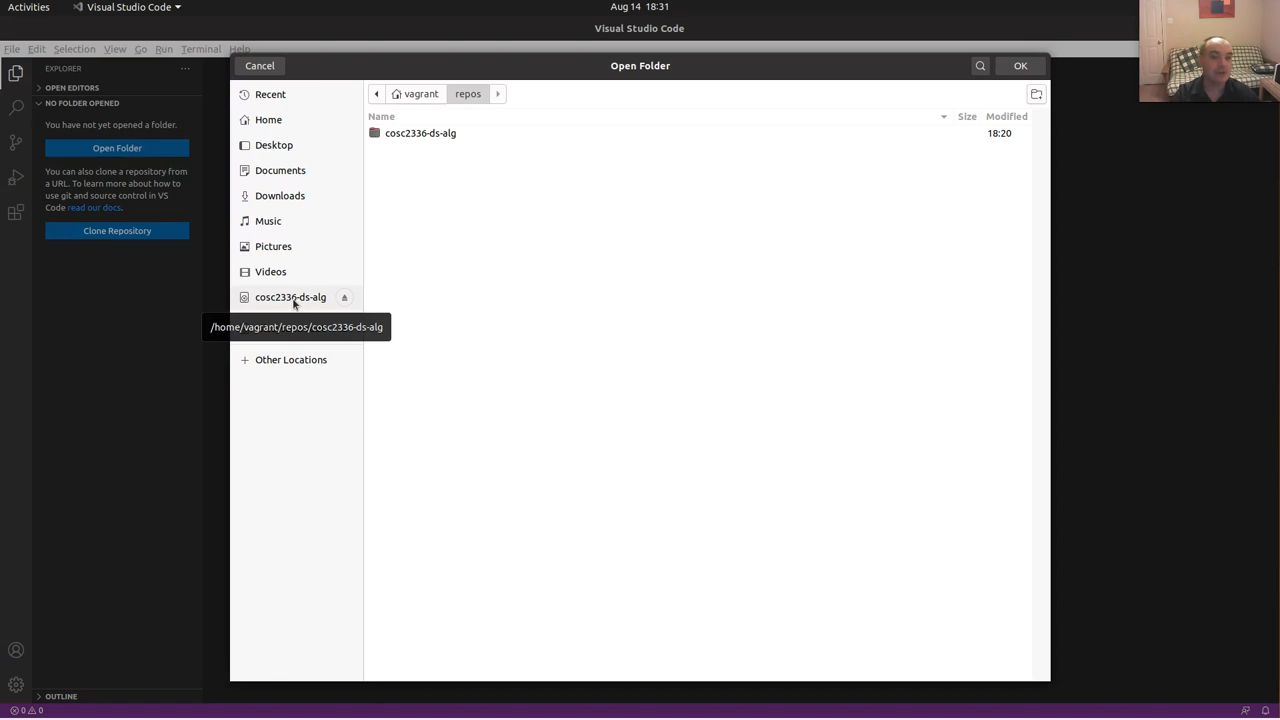 Activities
Visual Studio Code
Aug 14 18:31
Visual Studio Code
File Edit Selection View Go Run Terminal Help
EXPLORER
OPEN EDITORS
NO FOLDER OPENED
You have not yet opened a folder.
Open Folder
You can also clone a repository from
a URL. To learn more about how to
use git and source control in VS
Code read our docs.
Clone Repository
OUTLINE
0 0
Cancel
Open Folder
OK
Recent
Home
Desktop
Documents
Downloads
Music
Pictures
Videos
cosc2336-ds-alg
/home/vagrant/repos/cosc2336-ds-alg
Other Locations
vagrant repos
Name Size Modified
cosc2336-ds-alg 18:20